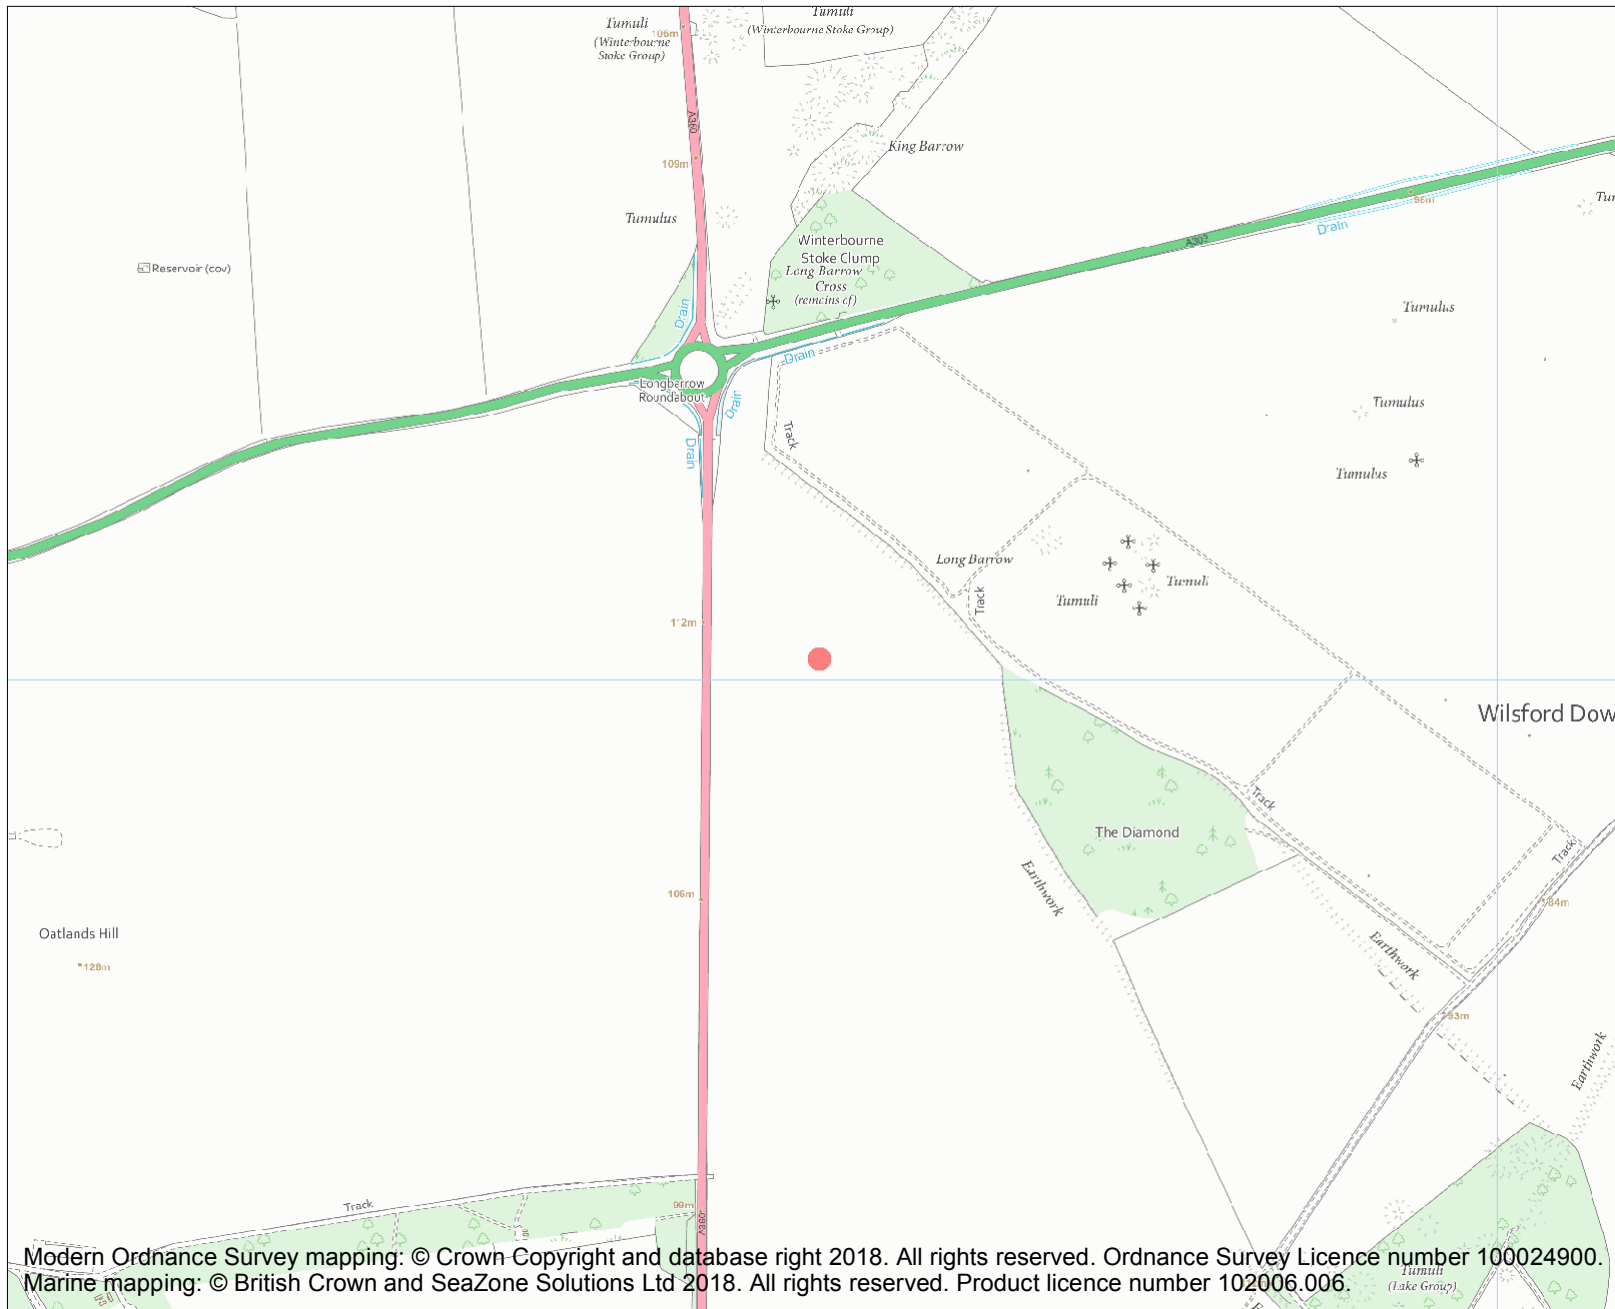 Tumuli
(Winterbourne
Stoke Group)
106m
Tumuli
(Winterbourne Stoke Group)
A360
109m
King Barrow
Tumulus
Winterbourne
Stoke Clump
Long Barrow
Cross
(remains of)
Reservoir (cov)
A303
96m
Drain
Drain
Tumulus
Drain
Longbarrow
Roundabout
Drain
Drain
Track
Tumulus
Tumulus
Long Barrow
Tumuli
Tumuli
Track
112m
Wilsford Dow
The Diamond
Track
Track
Earthwork
106m
84m
Oatlands Hill
128m
Earthwork
93m
Earthwork
Track
99m
A360
Tumuli
(Lake Group)
Modern Ordnance Survey mapping: © Crown Copyright and database right 2018. All rights reserved. Ordnance Survey Licence number 100024900.
Marine mapping: © British Crown and SeaZone Solutions Ltd 2018. All rights reserved. Product licence number 102006.006.